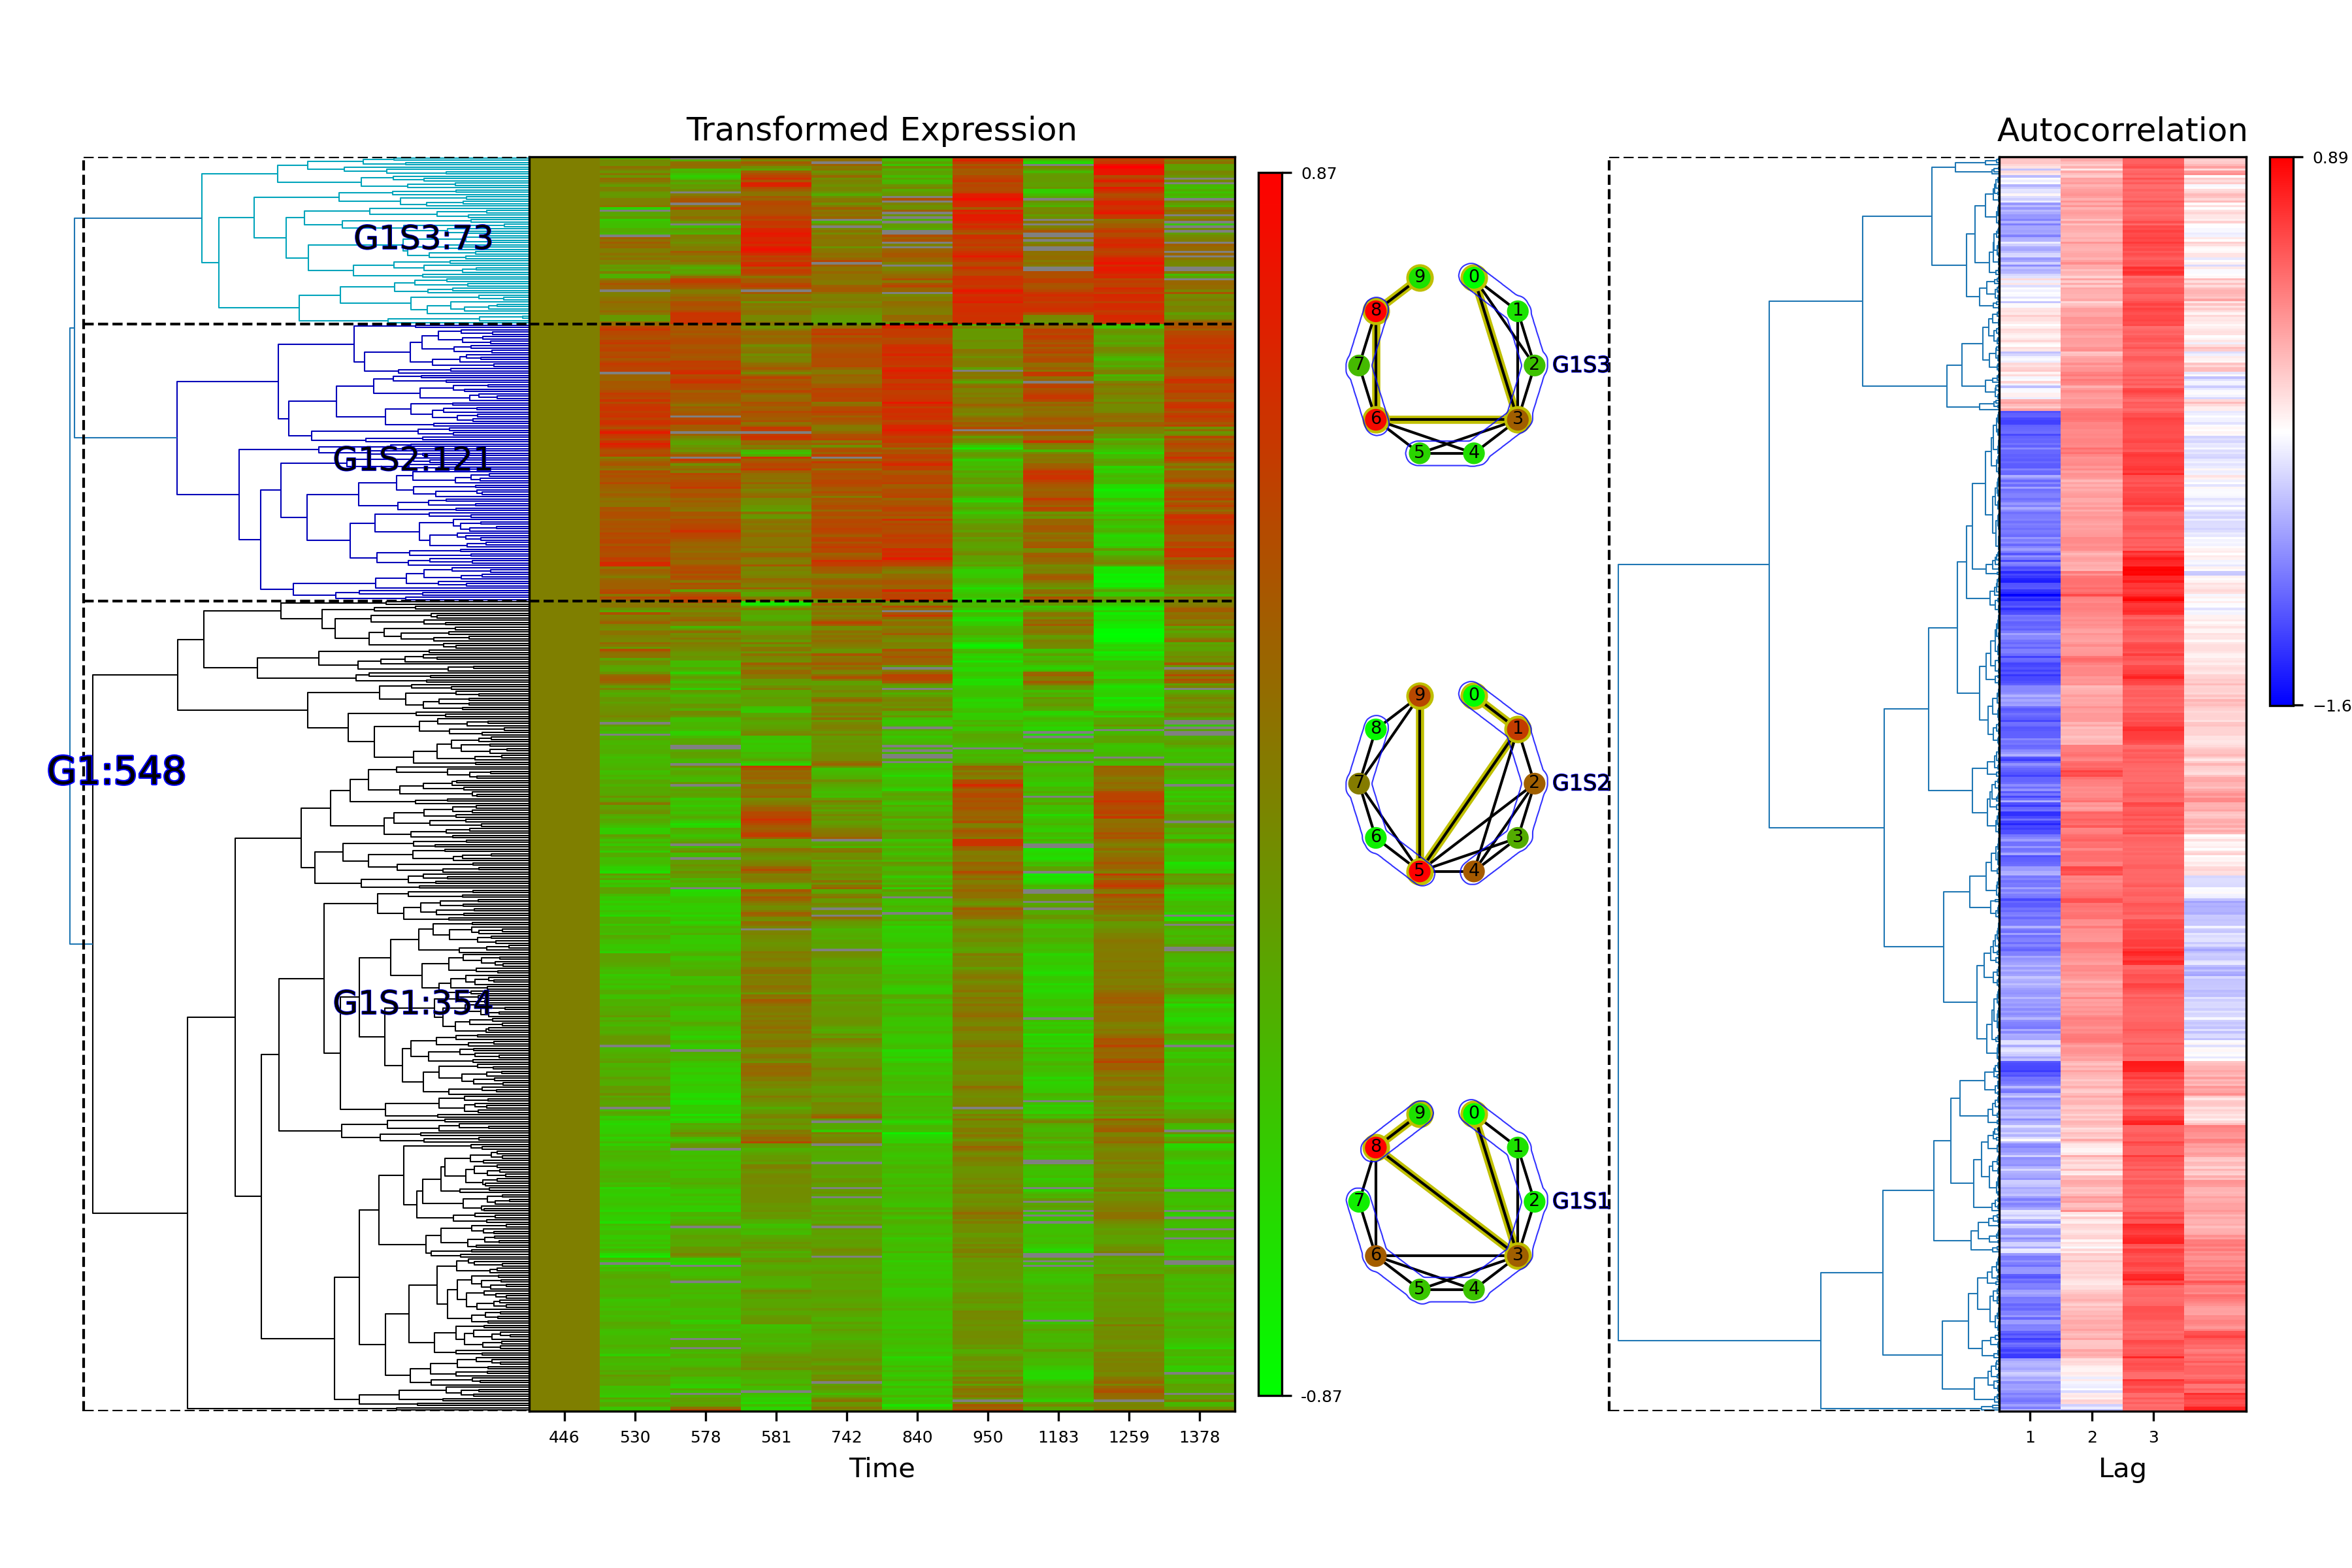 Transformed Expression
Autocorrelation
0.87
0.89
G1S3:73
9 0
8 1
7 2 G1S3
6 3
5 4
G1S2:121
−1.6
9 0
8 1
G1:548
7 2 G1S2
6 3
5 4
G1S1:354
9 0
8 1
7 2 G1S1
6 3
5 4
-0.87
446 530 578 581 742 840 950 1183 1259 1378
1 2 3
Time
Lag